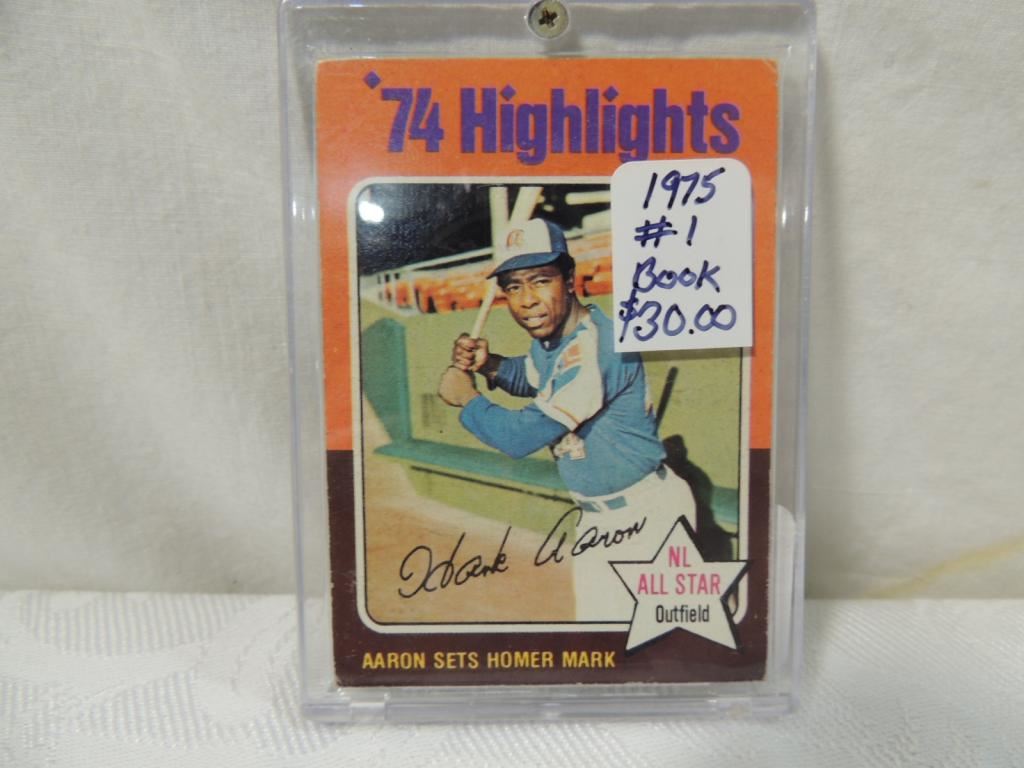 '74 Highlights
1975
#1
Book
$30.00
Hank Aaron
NL
ALL STAR
Outfield
AARON SETS HOMER MARK